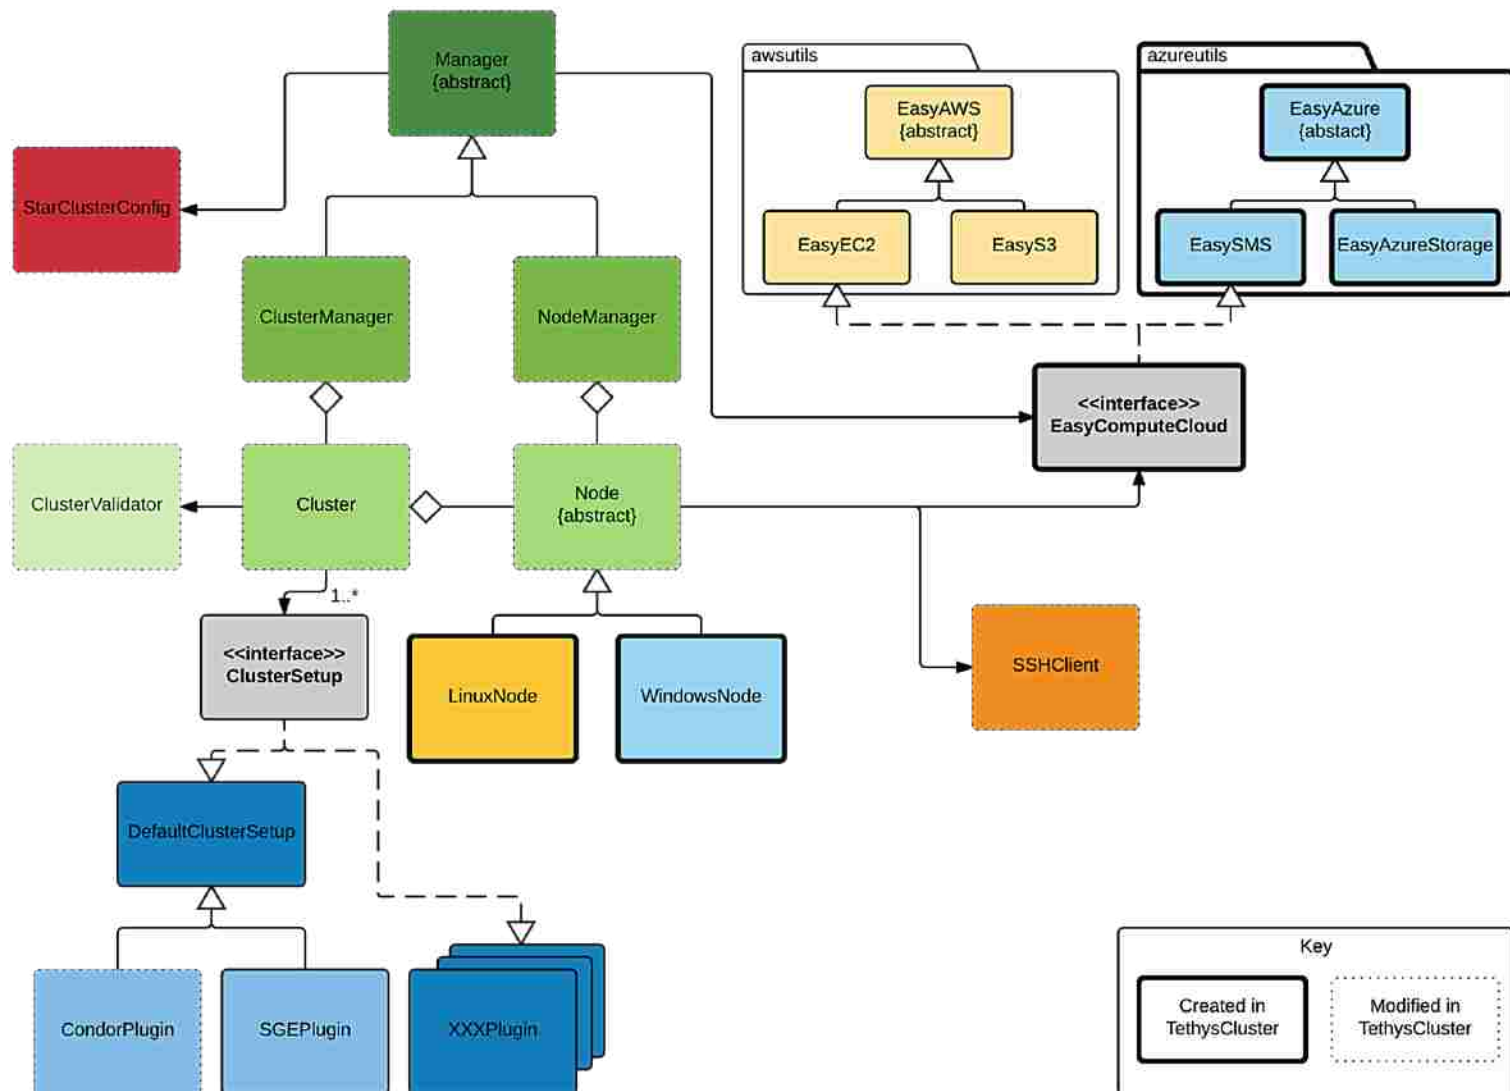 Manager
{abstract}
awsutils
azureutils
EasyAWS
{abstract}
EasyAzure
{abstact}
StarClusterConfig
EasyEC2
EasyS3
EasySMS
EasyAzureStorage
ClusterManager
NodeManager
<<interface>>
EasyComputeCloud
ClusterValidator
Cluster
Node
{abstract}
1..*
<<interface>>
ClusterSetup
LinuxNode
WindowsNode
SSHClient
DefaultClusterSetup
Key
CondorPlugin
SGEPlugin
XXXPlugin
Created in
TethysCluster
Modified in
TethysCluster